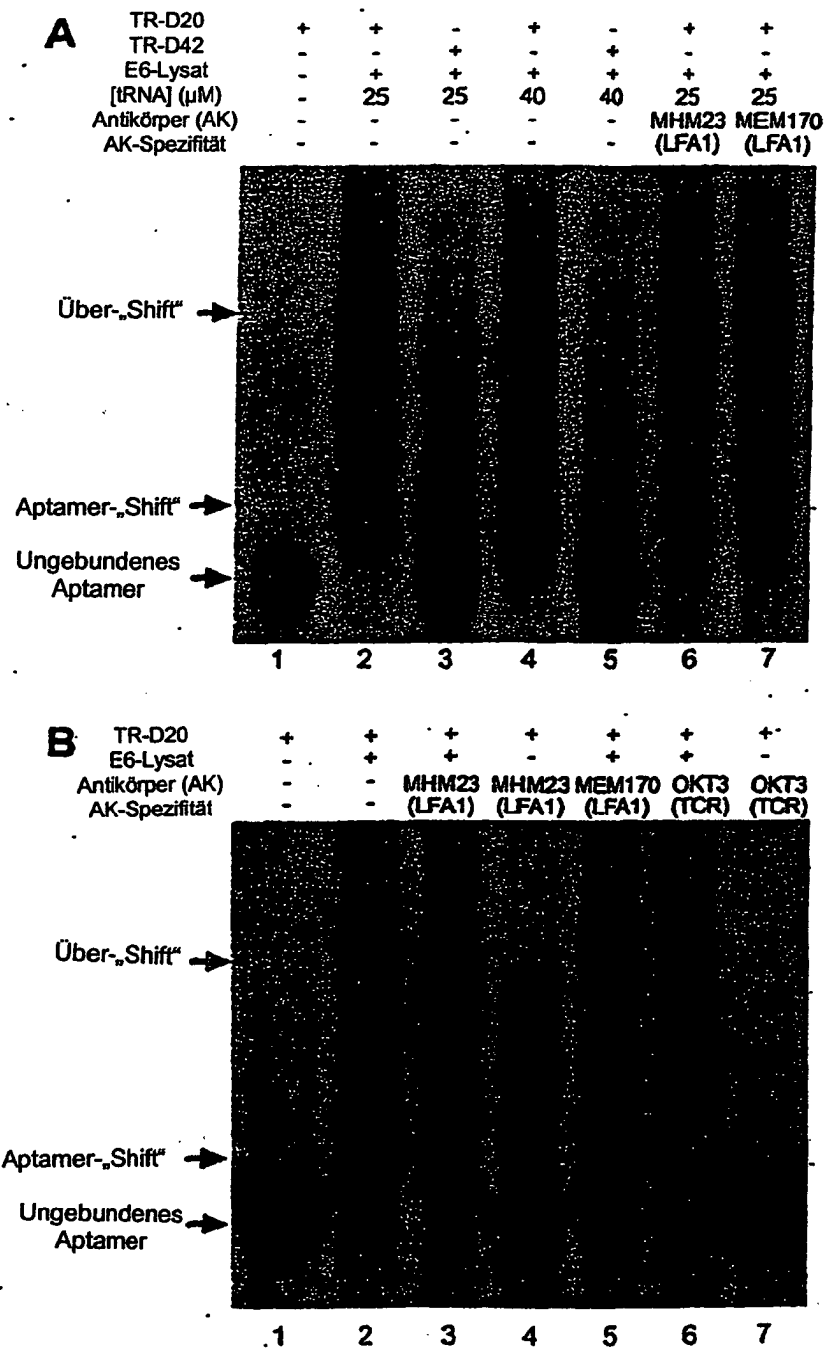 A
TR-D20 + + - + - + +
TR-D42 - - + - + - -
E6-Lysat - + + + + + +
[tRNA] (µM) - 25 25 40 40 25 25
Antikörper (AK) - - - - - MHM23 MEM170
AK-Spezifität - - - - - (LFA1) (LFA1)
Über-„Shift“
Aptamer-„Shift“
Ungebundenes
Aptamer
1 2 3 4 5 6 7
B
TR-D20 + + + + + + +
E6-Lysat - + + - + + -
Antikörper (AK) - - MHM23 MHM23 MEM170 OKT3 OKT3
AK-Spezifität - - (LFA1) (LFA1) (LFA1) (TCR) (TCR)
Über-„Shift“
Aptamer-„Shift“
Ungebundenes
Aptamer
1 2 3 4 5 6 7